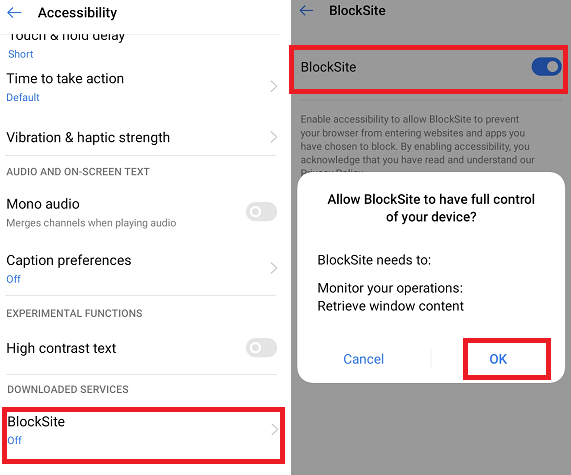 Accessibility
Touch & hold delay
Short
Time to take action
Default
Vibration & haptic strength
AUDIO AND ON-SCREEN TEXT
Mono audio
Merges channels when playing audio
Caption preferences
Off
EXPERIMENTAL FUNCTIONS
High contrast text
DOWNLOADED SERVICES
BlockSite
Off
BlockSite
BlockSite
Enable accessibility to allow BlockSite to prevent
your browser from entering websites and apps you
have chosen to block. By enabling accessibility, you
acknowledge that you have read and understand our
Privacy Policy
Allow BlockSite to have full control
of your device?
BlockSite needs to:
Monitor your operations:
Retrieve window content
Cancel
OK